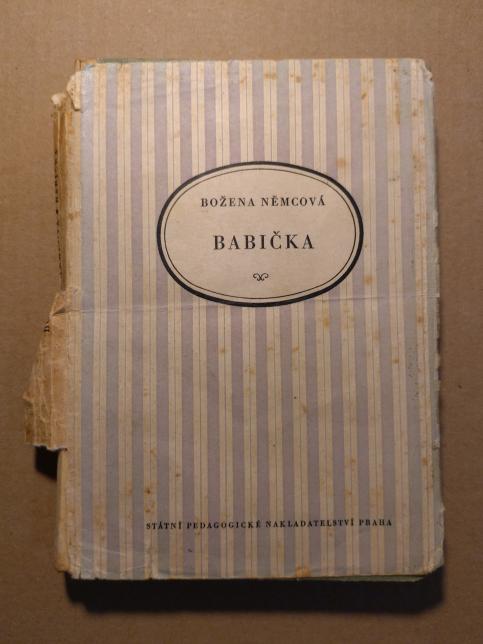 BOŽENA NĚMCOVÁ
BABIČKA
STÁTNÍ PEDAGOGICKÉ NAKLADATELSTVÍ PRAHA